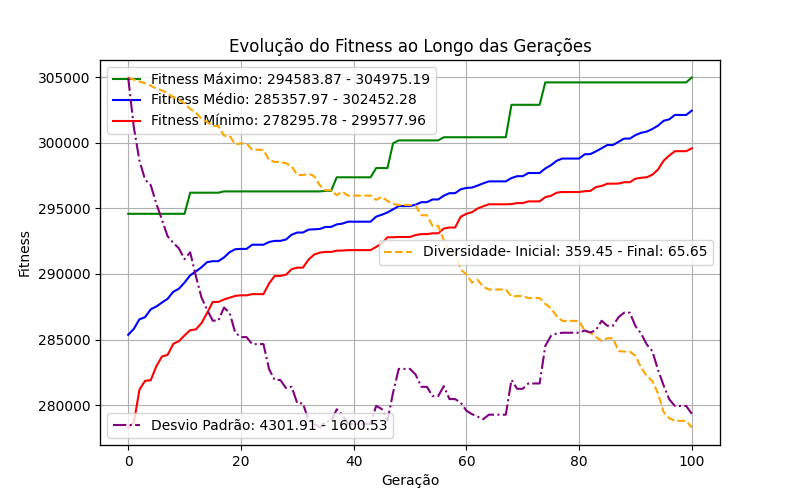 Evolução do Fitness ao Longo das Gerações
Fitness Máximo: 294583.87 - 304975.19
Fitness Médio: 285357.97 - 302452.28
Fitness Mínimo: 278295.78 - 299577.96
Diversidade- Inicial: 359.45 - Final: 65.65
Desvio Padrão: 4301.91 - 1600.53
Fitness
305000
300000
295000
290000
285000
280000
0 20 40 60 80 100
Geração